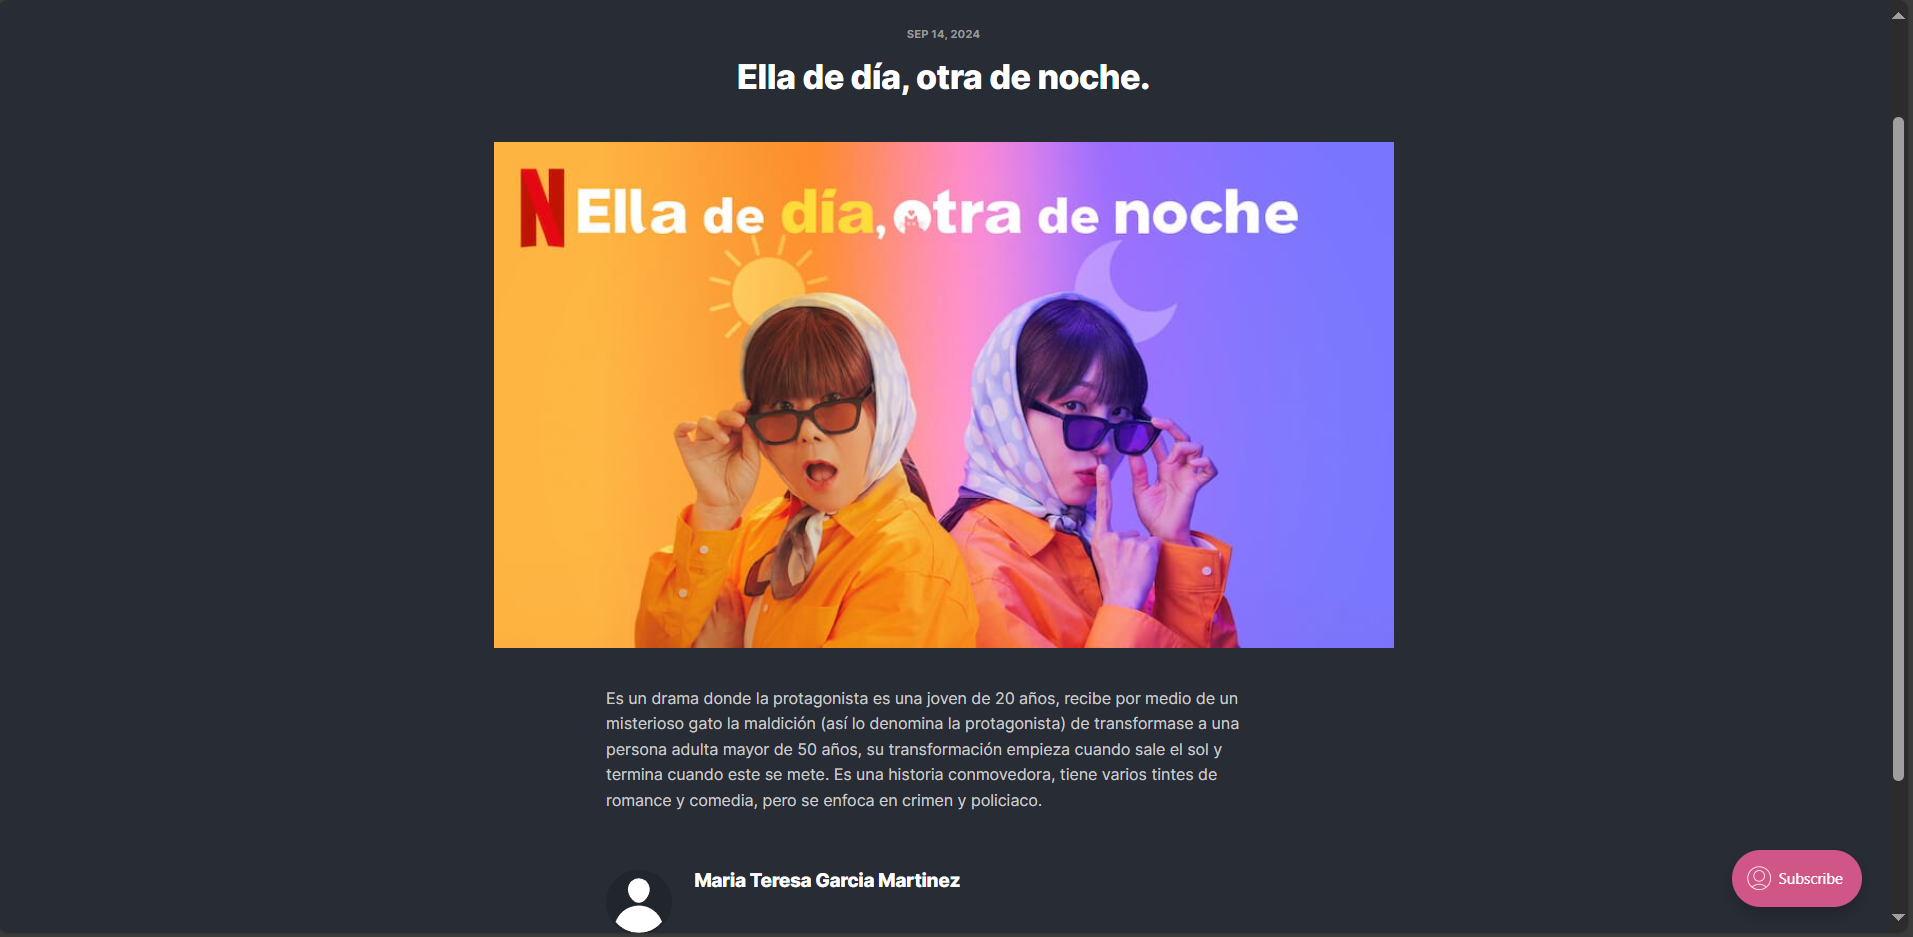 SEP 14, 2024
Ella de día, otra de noche.
N Ella de día, otra de noche
Es un drama donde la protagonista es una joven de 20 años, recibe por medio de un
misterioso gato la maldición (así lo denomina la protagonista) de transformase a una
persona adulta mayor de 50 años, su transformación empieza cuando sale el sol y
termina cuando este se mete. Es una historia conmovedora, tiene varios tintes de
romance y comedia, pero se enfoca en crimen y policiaco.
Maria Teresa Garcia Martinez
Subscribe